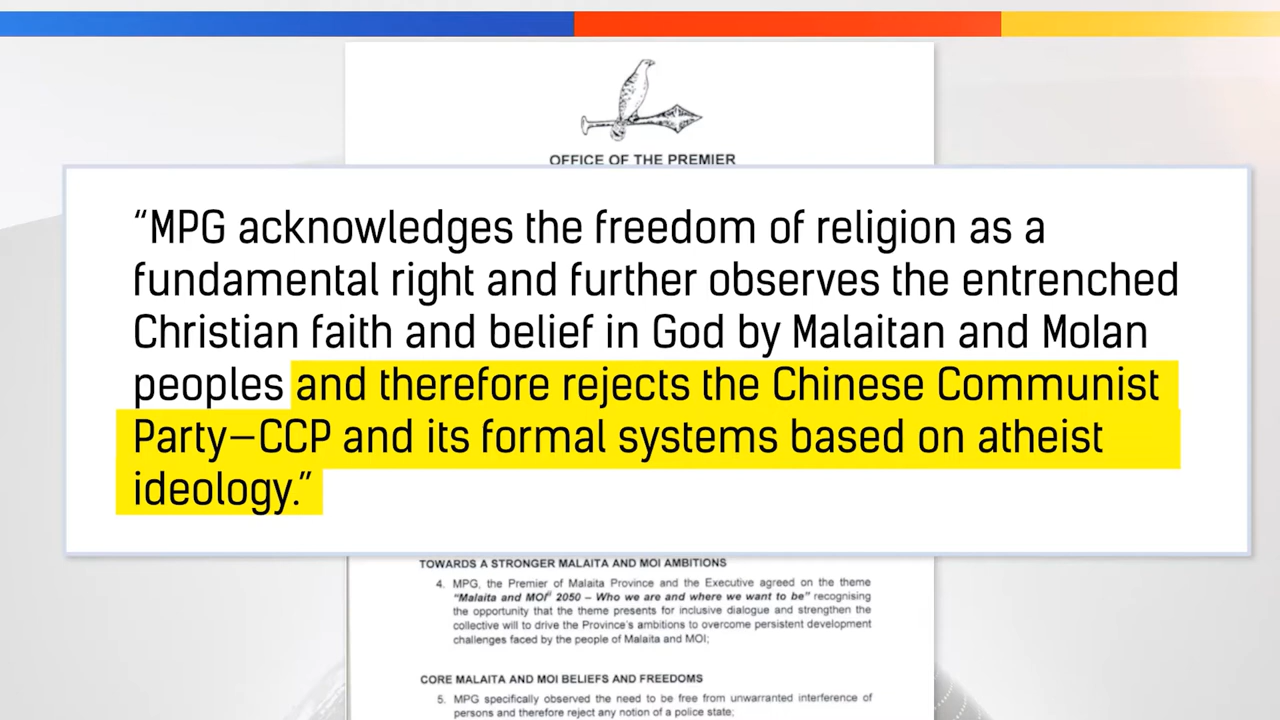 OFFICE OF THE PREMIER
“MPG acknowledges the freedom of religion as a
fundamental right and further observes the entrenched
Christian faith and belief in God by Malaitan and Molan
peoples and therefore rejects the Chinese Communist
Party–CCP and its formal systems based on atheist
ideology.”
TOWARDS A STRONGER MALAITA AND MOI AMBITIONS
4. MPG, the Premier of Malaita Province and the Executive agreed on the theme
“Malaita and MOI 2050 – Who we are and where we want to be” recognising
the opportunity that the theme presents for inclusive dialogue and strengthen the
collective will to drive the Province's ambitions to overcome persistent development
challenges faced by the people of Malaita and MOI;
CORE MALAITA AND MOI BELIEFS AND FREEDOMS
5. MPG specifically observed the need to be free from unwarranted interference of
persons and therefore reject any notion of a police state;